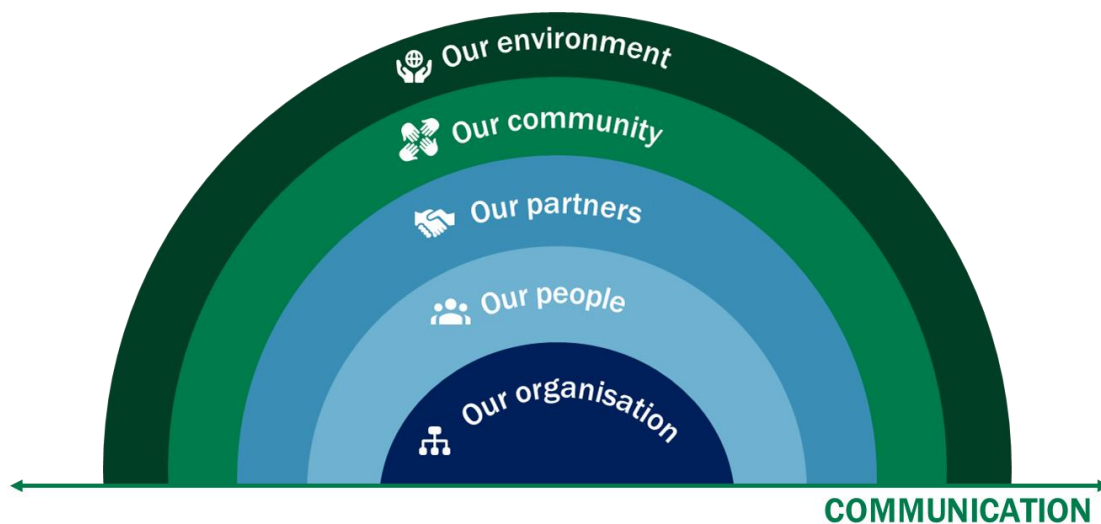 Our environment
Our community
Our partners
Our people
Our organisation
COMMUNICATION